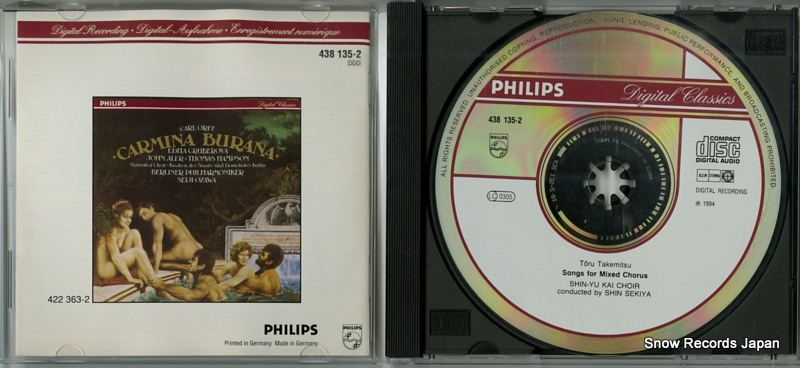 Digital Recording · Digital-Aufnahme · Enregistrement numérique
438 135-2
DDD
PHILIPS
Digital Classics
CARL ORFF
·CARMINA BURANA·
EDITA GRUBEROVA
JOHN ALER · THOMAS HAMPSON
BERLINER PHILHARMONIKER
SEIJI OZAWA
422 363-2
PHILIPS
PHILIPS
Printed in Germany Made in Germany
ALL RIGHTS RESERVED. UNAUTHORISED COPYING, REPRODUCTION, HIRING, LENDING, PUBLIC PERFORMANCE, AND BROADCASTING PROHIBITED.
PHILIPS
Digital Classics
438 135-2
COMPACT
disc
DIGITAL AUDIO
LC 0305
DIGITAL RECORDING
℗ 1994
Tōru Takemitsu
Songs for Mixed Chorus
SHIN-YU KAI CHOIR
conducted by SHIN SEKIYA
Snow Records Japan